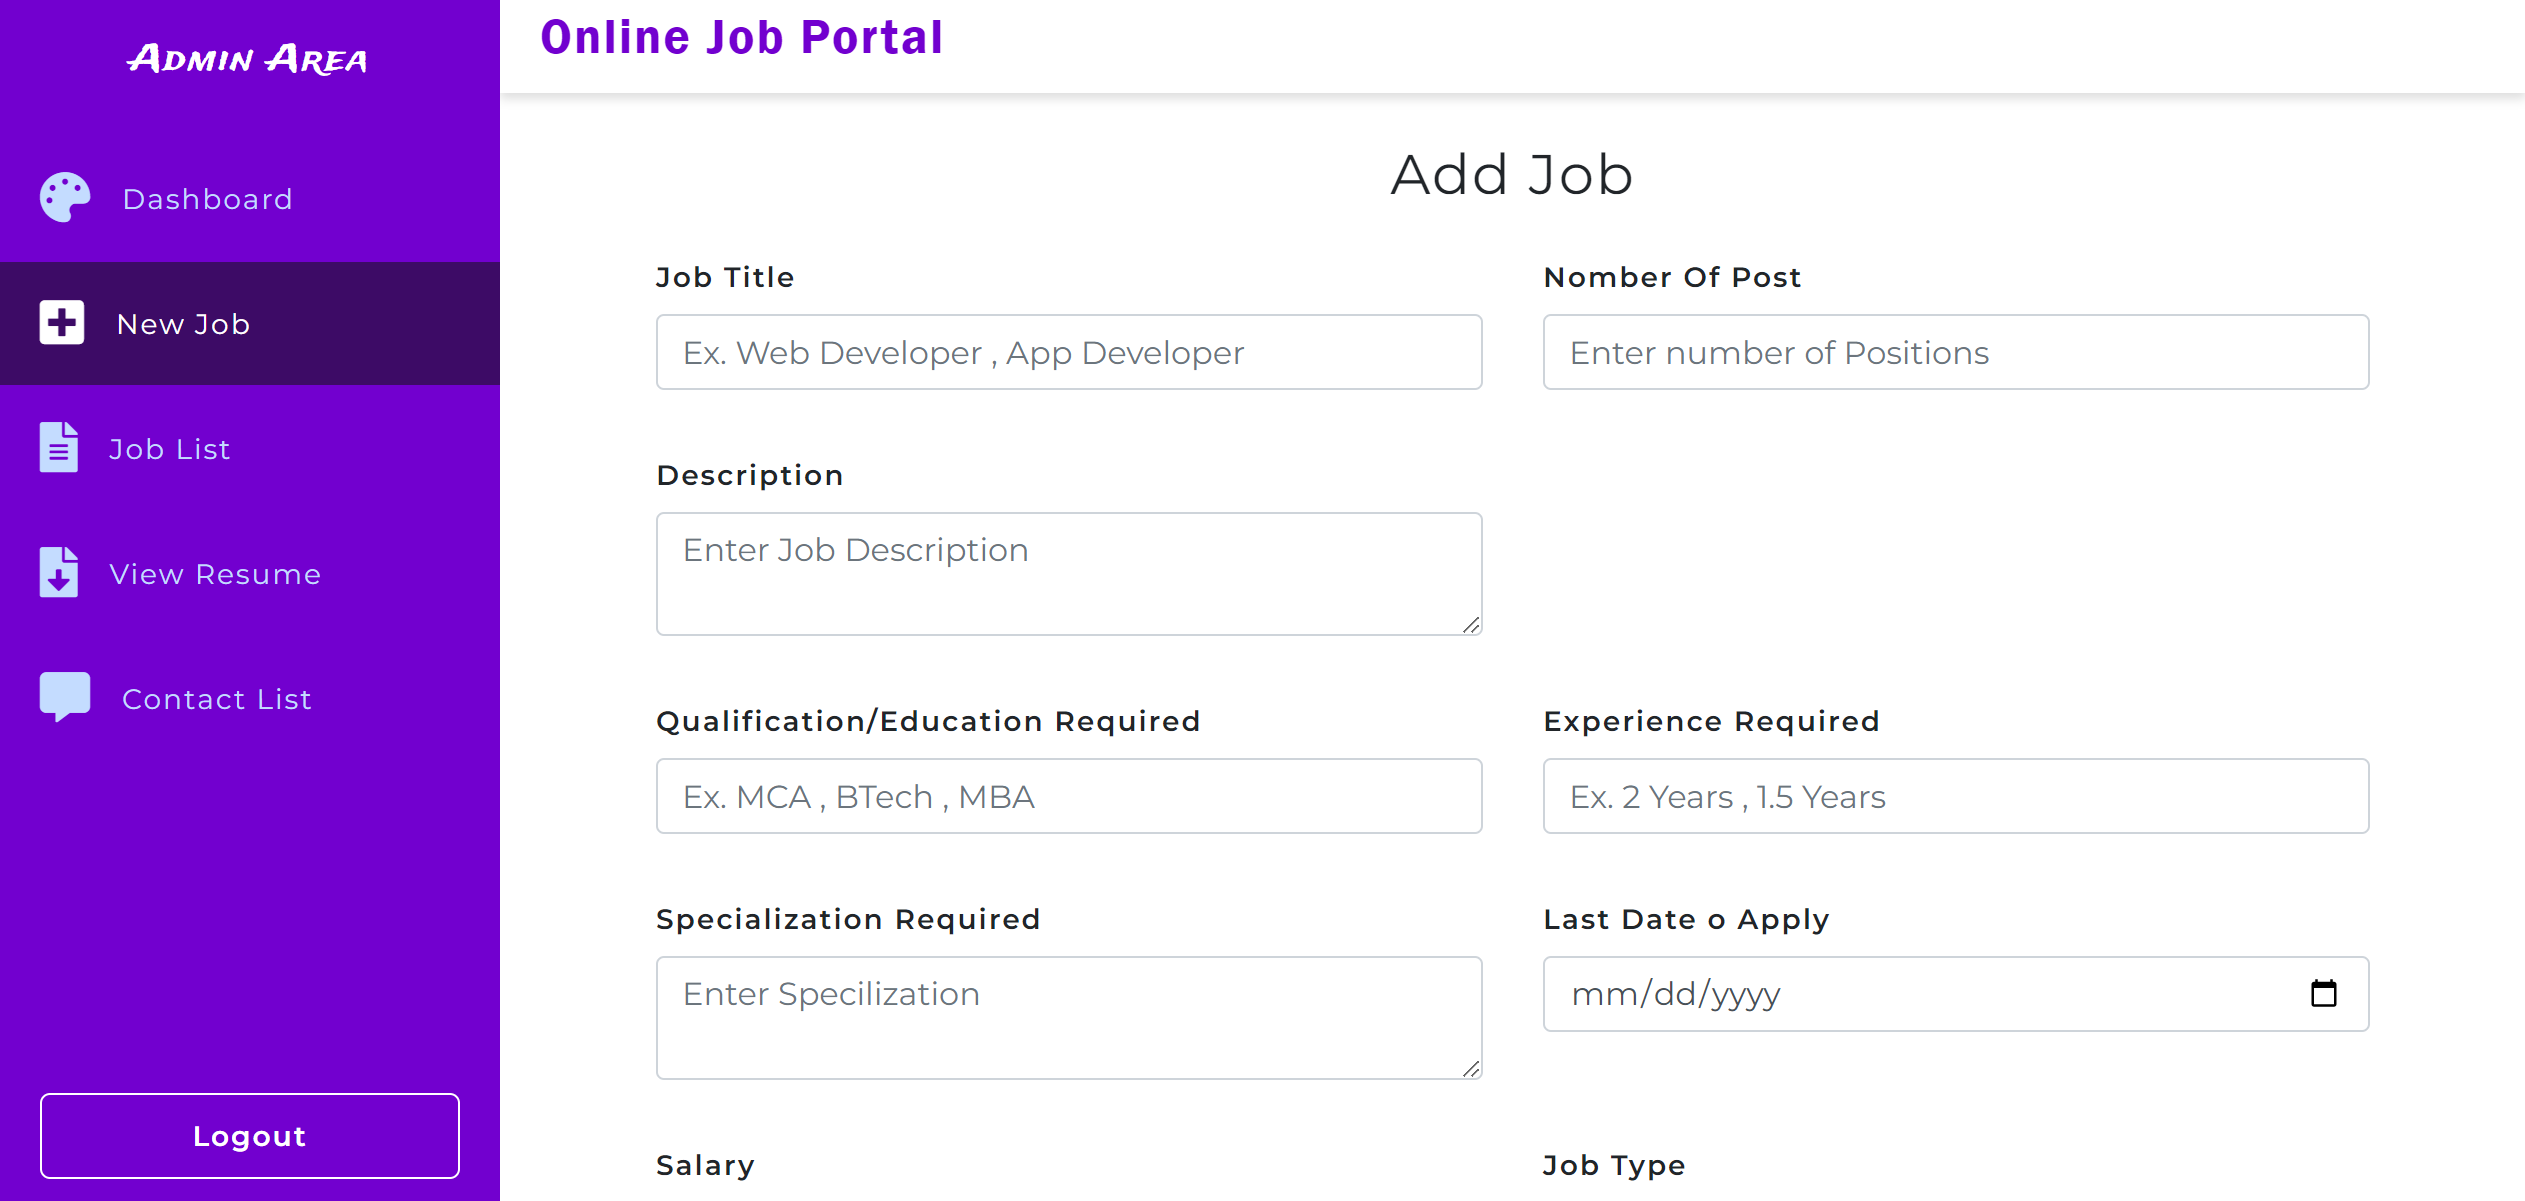 Admin Area
Dashboard
New Job
Job List
View Resume
Contact List
Logout
Online Job Portal
Add Job
Job Title
Nomber Of Post
Ex. Web Developer , App Developer
Enter number of Positions
Description
Enter Job Description
Qualification/Education Required
Experience Required
Ex. MCA , BTech , MBA
Ex. 2 Years , 1.5 Years
Specialization Required
Last Date o Apply
Enter Specilization
mm/dd/yyyy
Salary
Job Type